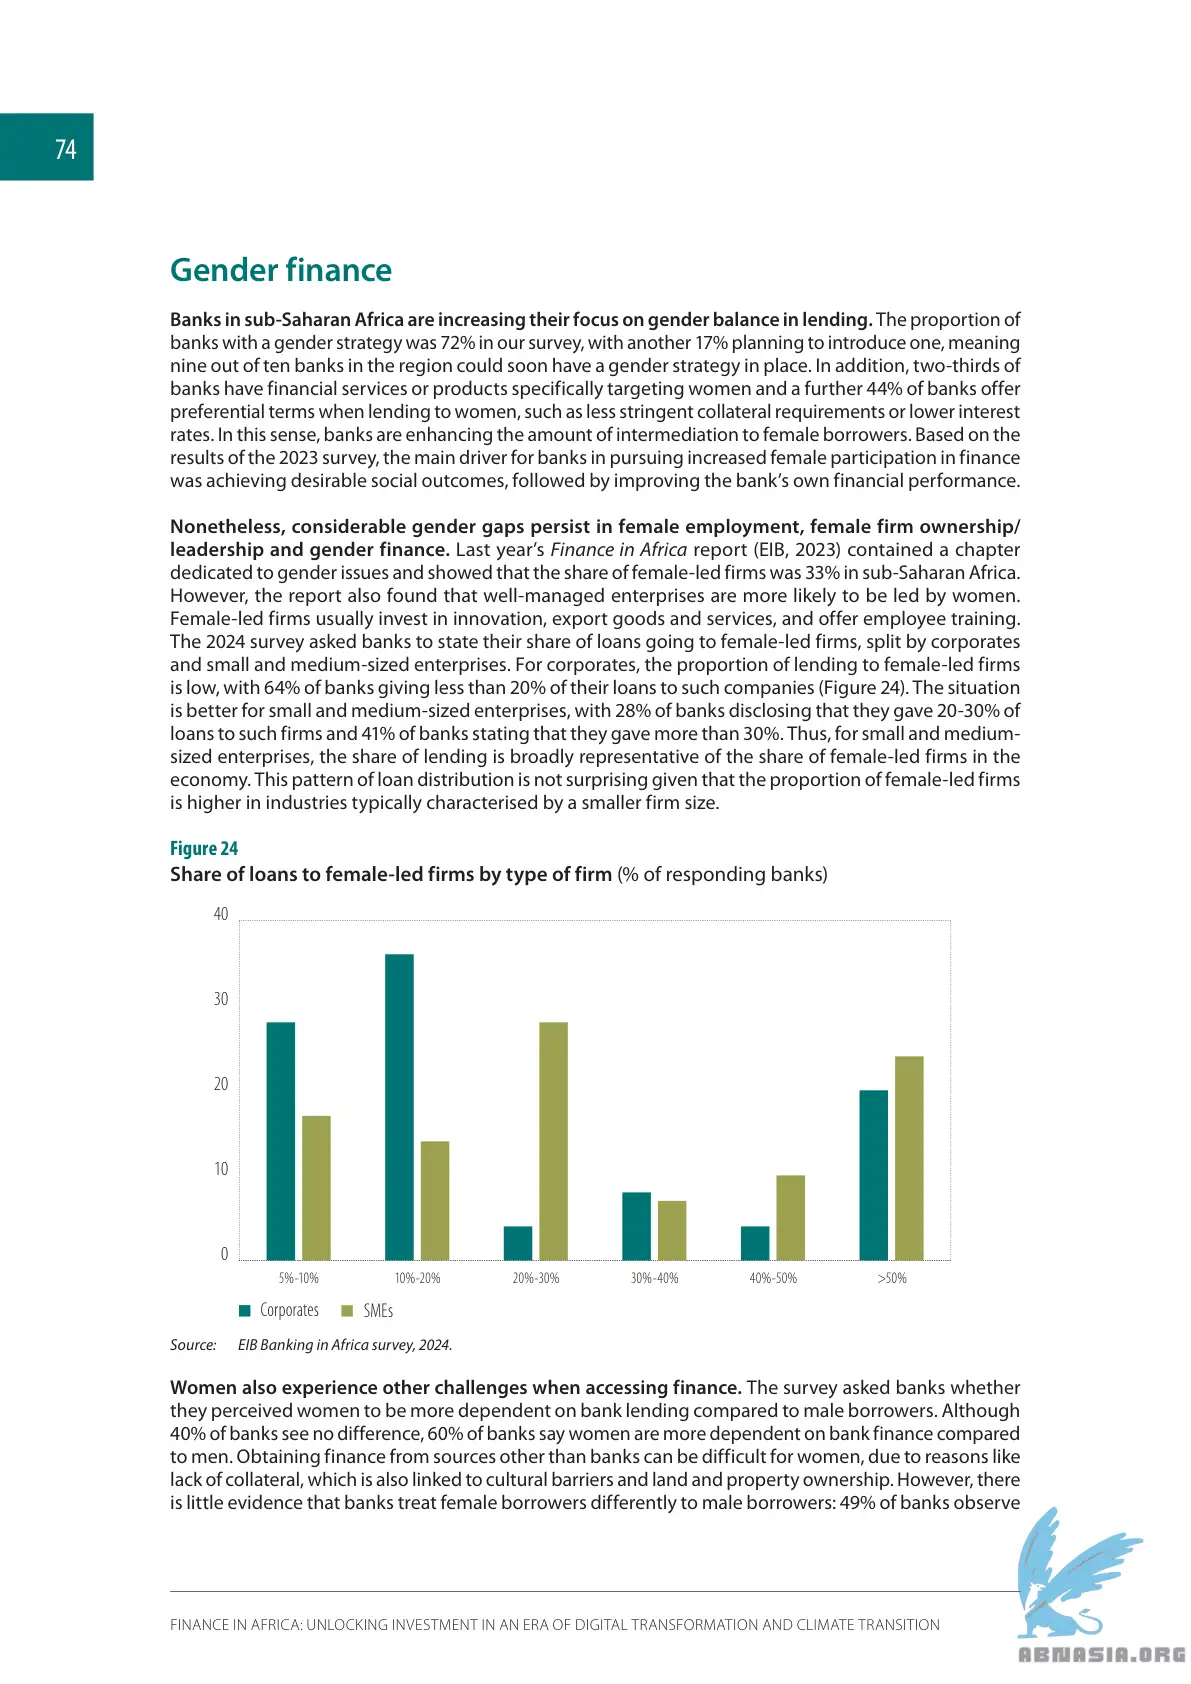 74
Gender finance
Banks in sub-Saharan Africa are increasing their focus on gender balance in lending. The proportion of
banks with a gender strategy was 72% in our survey, with another 17% planning to introduce one, meaning
nine out of ten banks in the region could soon have a gender strategy in place. In addition, two-thirds of
banks have financial services or products specifically targeting women and a further 44% of banks offer
preferential terms when lending to women, such as less stringent collateral requirements or lower interest
rates. In this sense, banks are enhancing the amount of intermediation to female borrowers. Based on the
results of the 2023 survey, the main driver for banks in pursuing increased female participation in finance
was achieving desirable social outcomes, followed by improving the bank’s own financial performance.
Nonetheless, considerable gender gaps persist in female employment, female firm ownership/
leadership and gender finance. Last year’s Finance in Africa report (EIB, 2023) contained a chapter
dedicated to gender issues and showed that the share of female-led firms was 33% in sub-Saharan Africa.
However, the report also found that well-managed enterprises are more likely to be led by women.
Female-led firms usually invest in innovation, export goods and services, and offer employee training.
The 2024 survey asked banks to state their share of loans going to female-led firms, split by corporates
and small and medium-sized enterprises. For corporates, the proportion of lending to female-led firms
is low, with 64% of banks giving less than 20% of their loans to such companies (Figure 24). The situation
is better for small and medium-sized enterprises, with 28% of banks disclosing that they gave 20-30% of
loans to such firms and 41% of banks stating that they gave more than 30%. Thus, for small and medium-
sized enterprises, the share of lending is broadly representative of the share of female-led firms in the
economy. This pattern of loan distribution is not surprising given that the proportion of female-led firms
is higher in industries typically characterised by a smaller firm size.
Figure 24
Share of loans to female-led firms by type of firm (% of responding banks)
40
30
20
10
0
5%-10% 10%-20% 20%-30% 30%-40% 40%-50% >50%
Corporates SMEs
Source: EIB Banking in Africa survey, 2024.
Women also experience other challenges when accessing finance. The survey asked banks whether
they perceived women to be more dependent on bank lending compared to male borrowers. Although
40% of banks see no difference, 60% of banks say women are more dependent on bank finance compared
to men. Obtaining finance from sources other than banks can be difficult for women, due to reasons like
lack of collateral, which is also linked to cultural barriers and land and property ownership. However, there
is little evidence that banks treat female borrowers differently to male borrowers: 49% of banks observe
FINANCE IN AFRICA: UNLOCKING INVESTMENT IN AN ERA OF DIGITAL TRANSFORMATION AND CLIMATE TRANSITION
ABNASIA.ORG